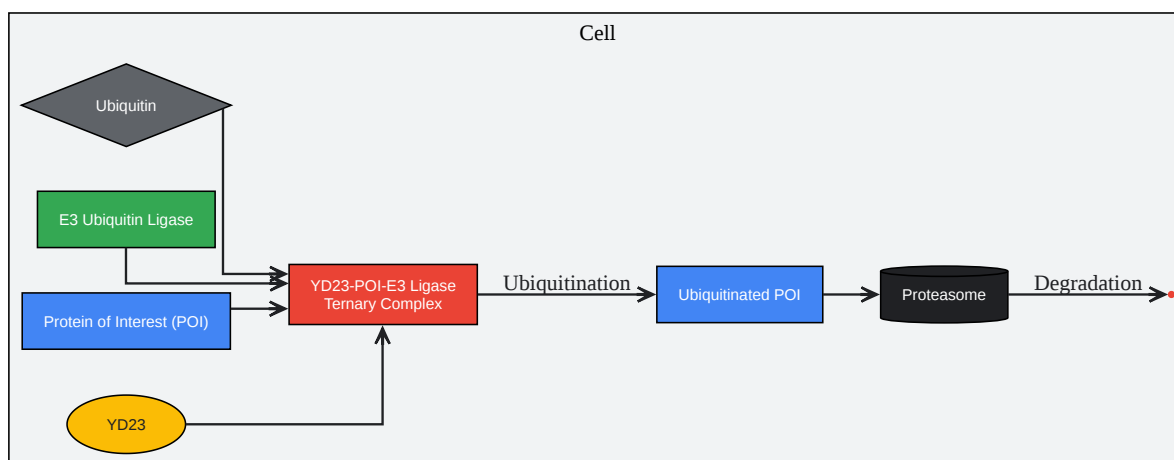 Cell
Ubiquitin
E3 Ubiquitin Ligase
Protein of Interest (POI)
YD23
YD23-POI-E3 Ligase
Ternary Complex
Ubiquitination
Ubiquitinated POI
Proteasome
Degradation